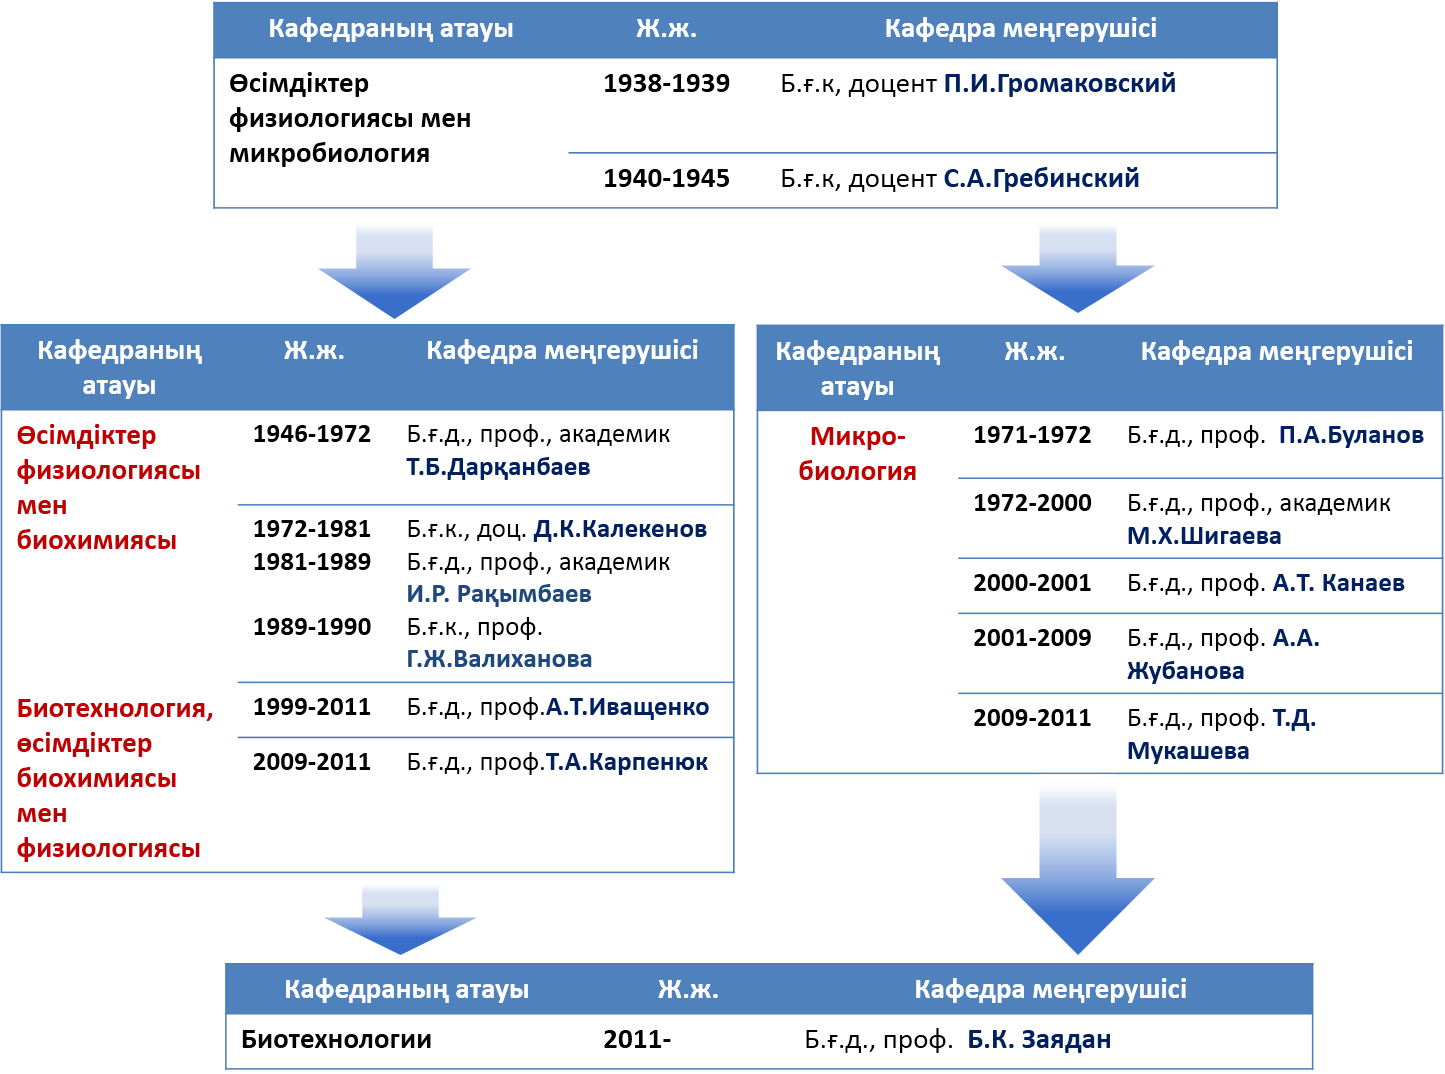 Кафедраның атауы Ж.ж. Кафедра меңгерушісі
Өсімдіктер 1938-1939 Б.ғ.к, доцент П.И.Громаковский
физиологиясы мен
микробиология
1940-1945 Б.ғ.к, доцент С.А.Гребинский
Кафедраның Ж.ж. Кафедра меңгерушісі
атауы
Өсімдіктер 1946-1972 Б.ғ.д., проф., академик
физиологиясы Т.Б.Дарқанбаев
мен
биохимиясы 1972-1981 Б.ғ.к., доц. Д.К.Калекенов
1981-1989 Б.ғ.д., проф., академик
И.Р. Рақымбаев
1989-1990 Б.ғ.к., проф.
Г.Ж.Валиханова
Биотехнология, 1999-2011 Б.ғ.д., проф.А.Т.Иващенко
өсімдіктер
биохимиясы 2009-2011 Б.ғ.д., проф.Т.А.Карпенюк
мен
физиологиясы
Кафедраның Ж.ж. Кафедра меңгерушісі
атауы
Микро- 1971-1972 Б.ғ.д., проф. П.А.Буланов
биология
1972-2000 Б.ғ.д., проф., академик
М.Х.Шигаева
2000-2001 Б.ғ.д., проф. А.Т. Канаев
2001-2009 Б.ғ.д., проф. А.А.
Жубанова
2009-2011 Б.ғ.д., проф. Т.Д.
Мукашева
Кафедраның атауы Ж.ж. Кафедра меңгерушісі
Биотехнологии 2011- Б.ғ.д., проф. Б.К. Заядан